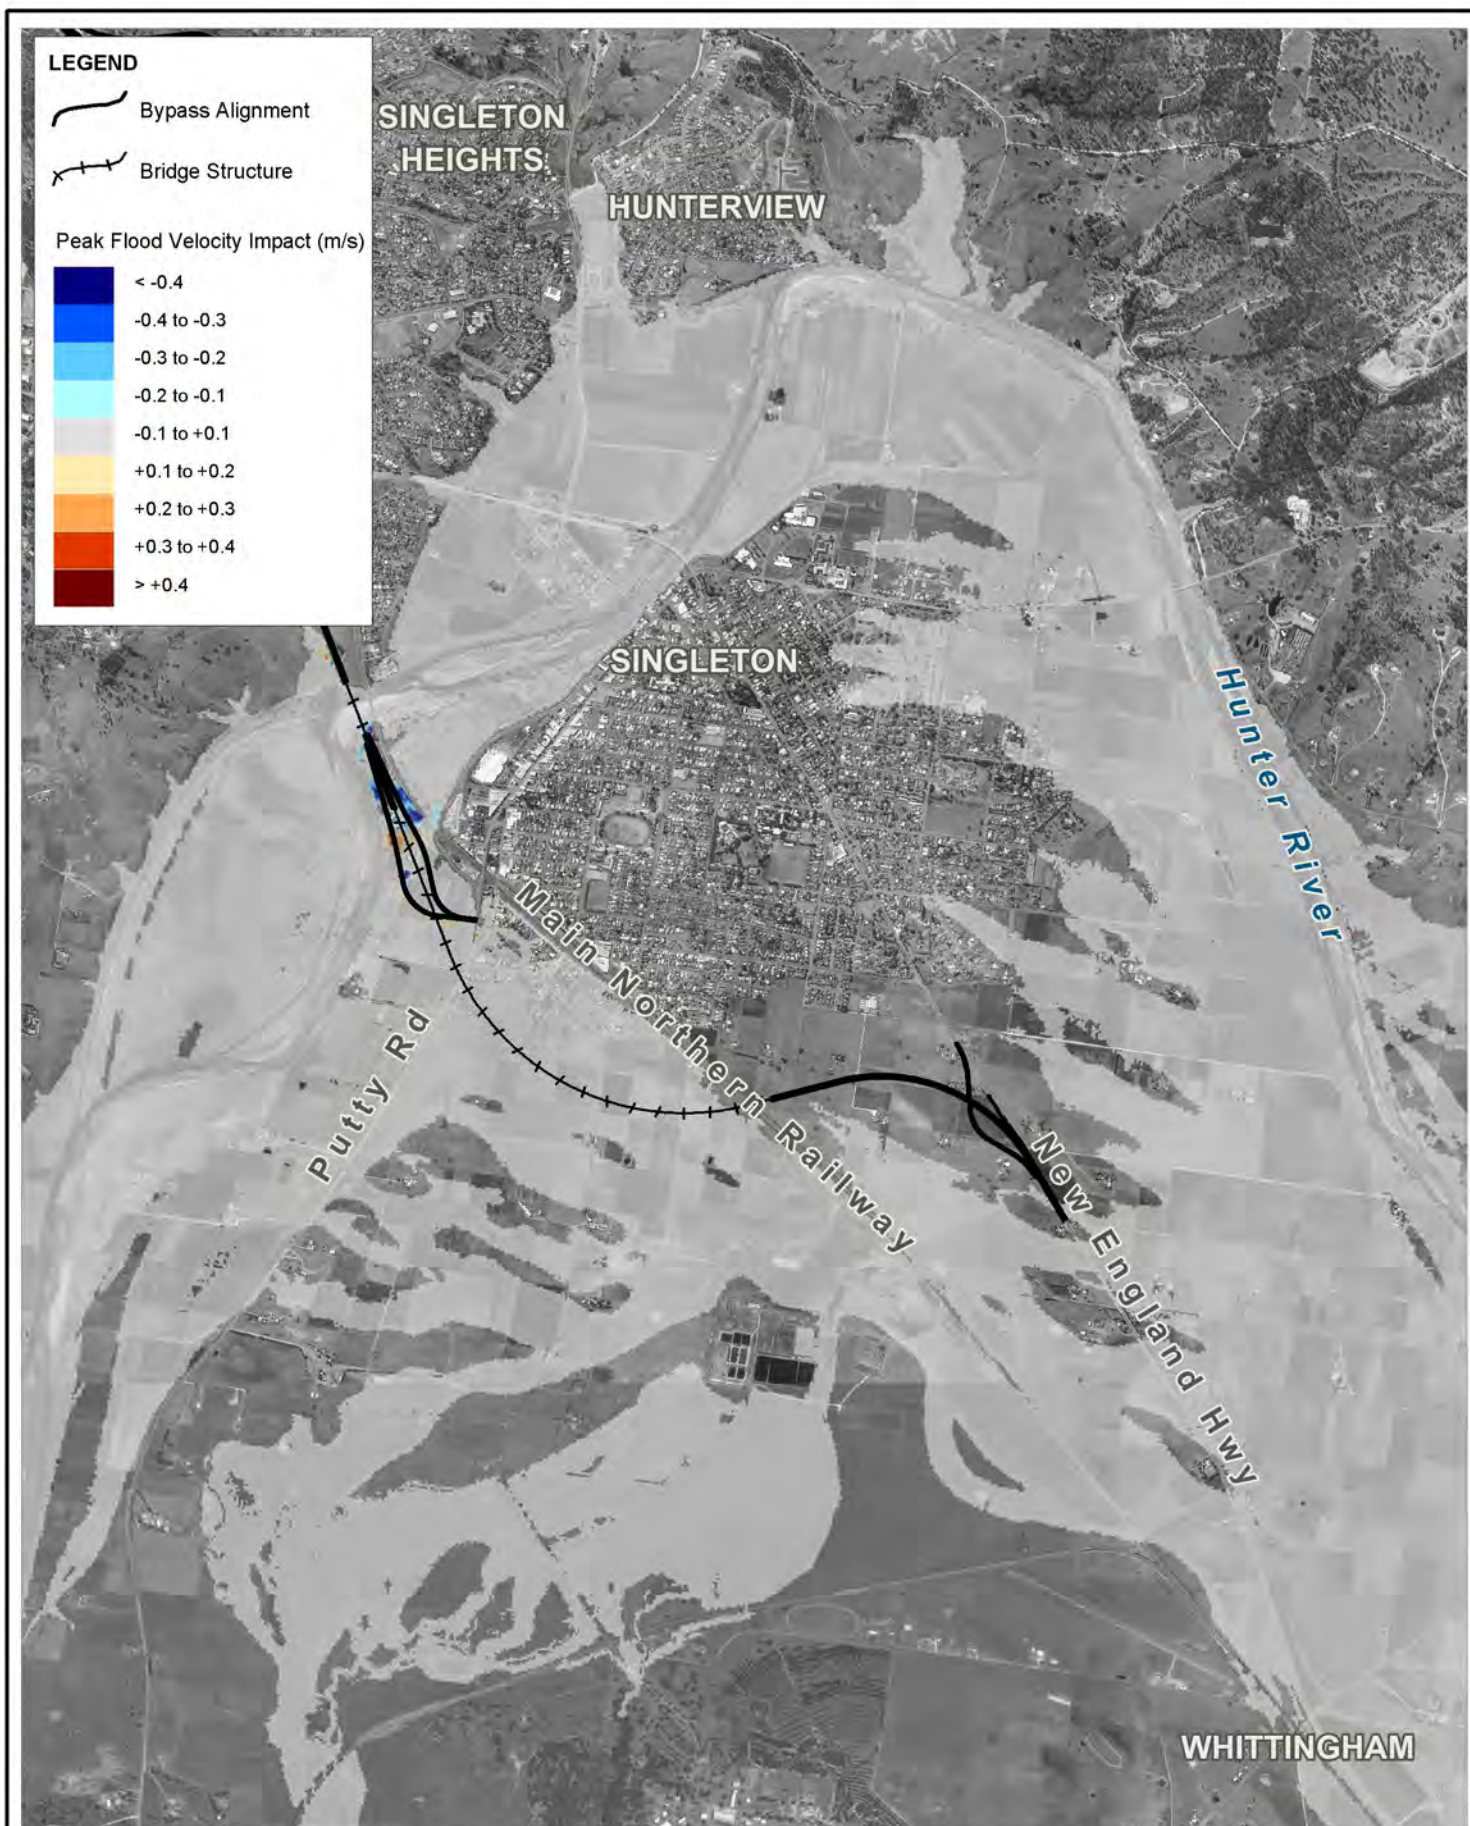 LEGEND
Bypass Alignment
Bridge Structure
Peak Flood Velocity Impact (m/s)
< -0.4
-0.4 to -0.3
-0.3 to -0.2
-0.2 to -0.1
-0.1 to +0.1
+0.1 to +0.2
+0.2 to +0.3
+0.3 to +0.4
> +0.4
SINGLETON
HEIGHTS
HUNTERVIEW
SINGLETON
Hunter River
Main Northern Railway
Putty Rd
New England Hwy
WHITTINGHAM